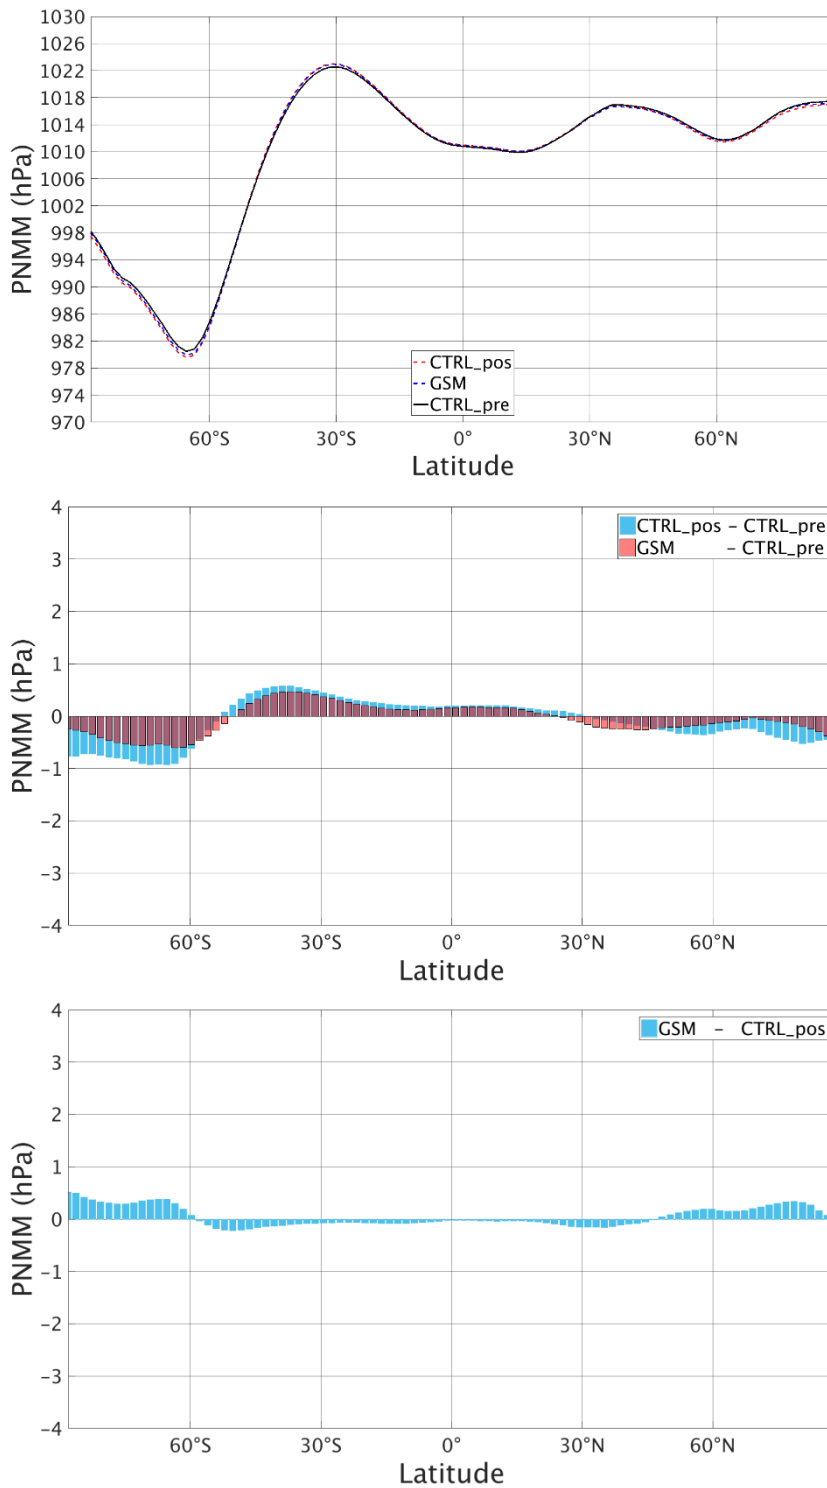 1030
1026
1022
1018
1014
1010
1006
1002
998
994
990
986
982
978
974
970
PNMM (hPa)
CTRL_pos
GSM
CTRL_pre
60°S 30°S 0° 30°N 60°N
Latitude
4
3
2
1
0
−1
−2
−3
−4
PNMM (hPa)
CTRL_pos − CTRL_pre
GSM − CTRL_pre
60°S 30°S 0° 30°N 60°N
Latitude
4
3
2
1
0
−1
−2
−3
−4
PNMM (hPa)
GSM − CTRL_pos
60°S 30°S 0° 30°N 60°N
Latitude